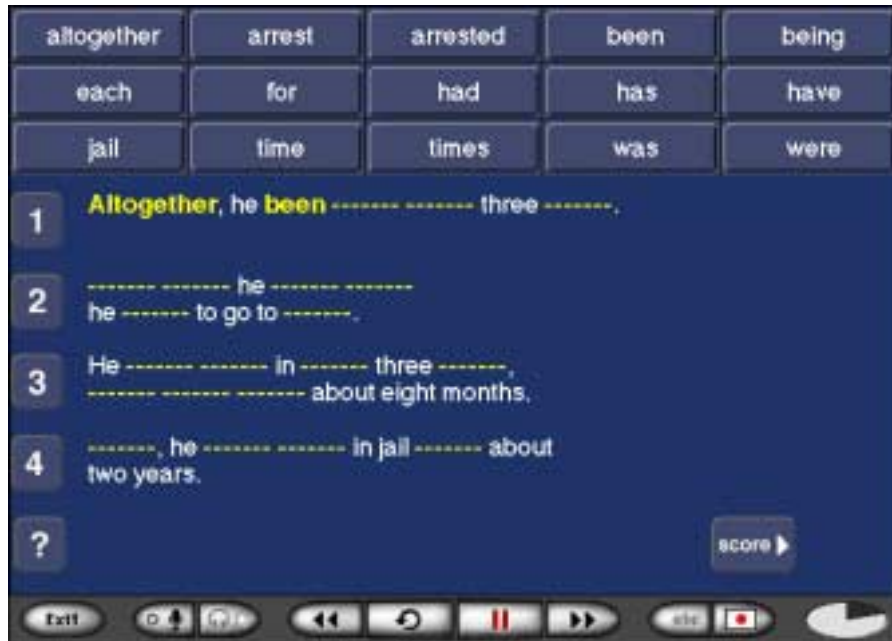 altogether arrest arrested been being
each for had has have
jail time times was were
1 Altogether, he been ------- ------- three -------.
2 ------- ------- he ------- -------
he ------- to go to -------.
3 He ------- ------- in ------- three -------,
------- ------- ------- about eight months.
4 -------, he ------- ------- in jail ------- about
two years.
?
score
Exit abc